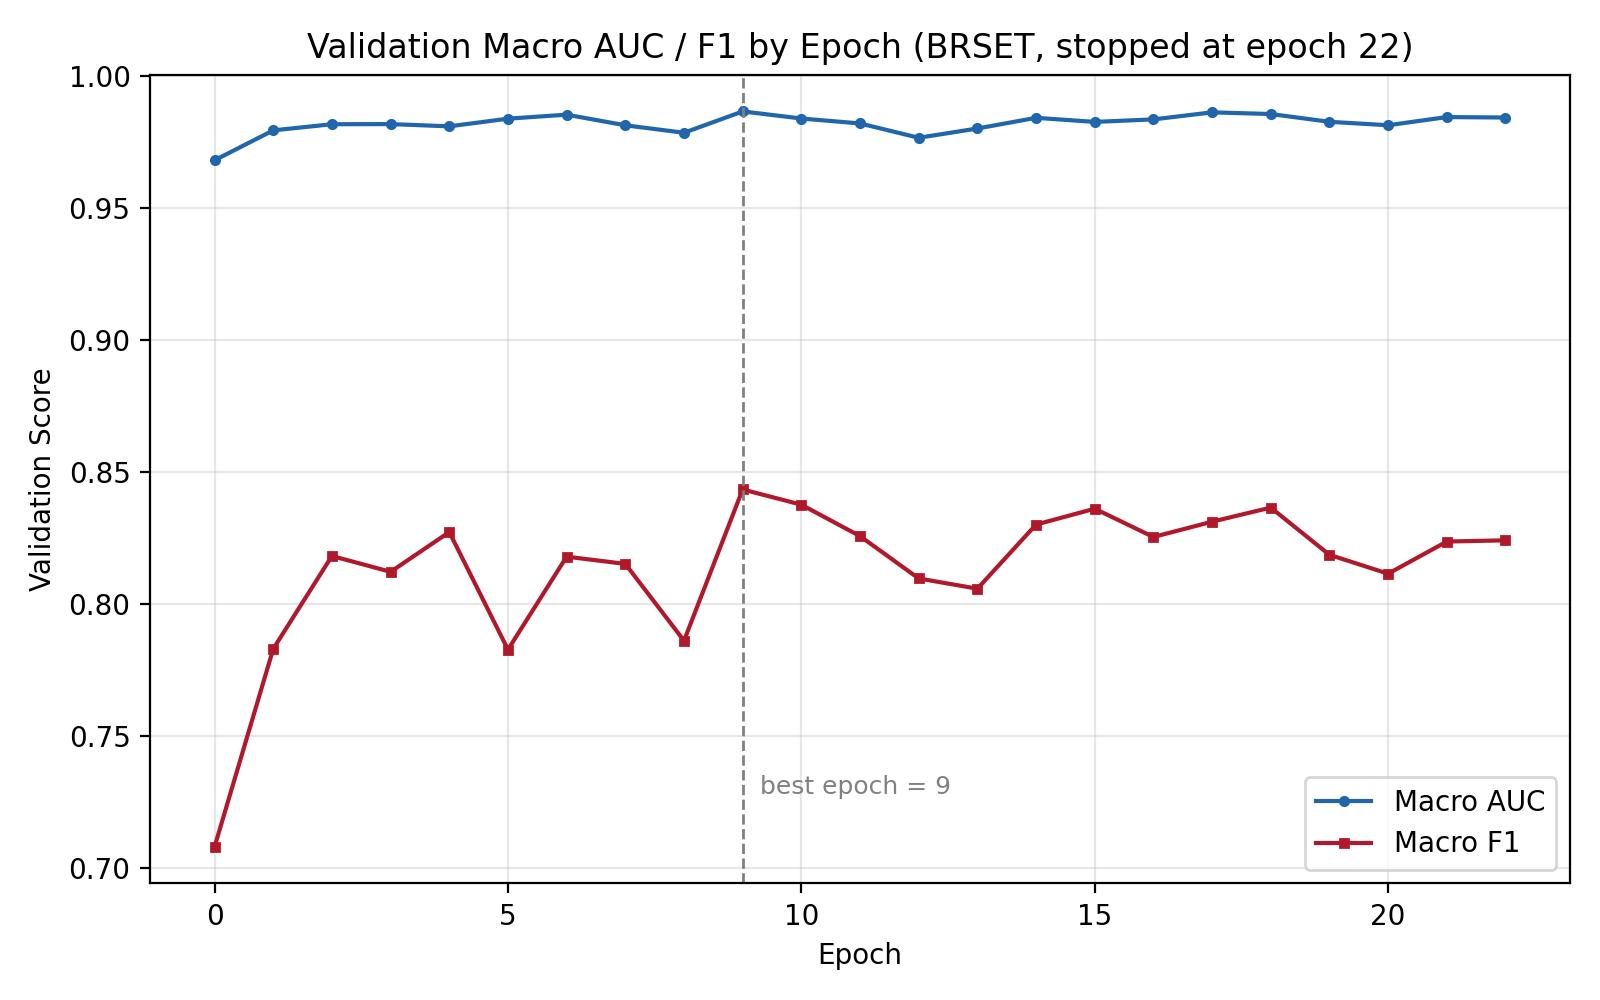 Validation Macro AUC / F1 by Epoch (BRSET, stopped at epoch 22)
Validation Score
1.00
0.95
0.90
0.85
0.80
0.75
0.70
best epoch = 9
Macro AUC
Macro F1
0
5
10
15
20
Epoch